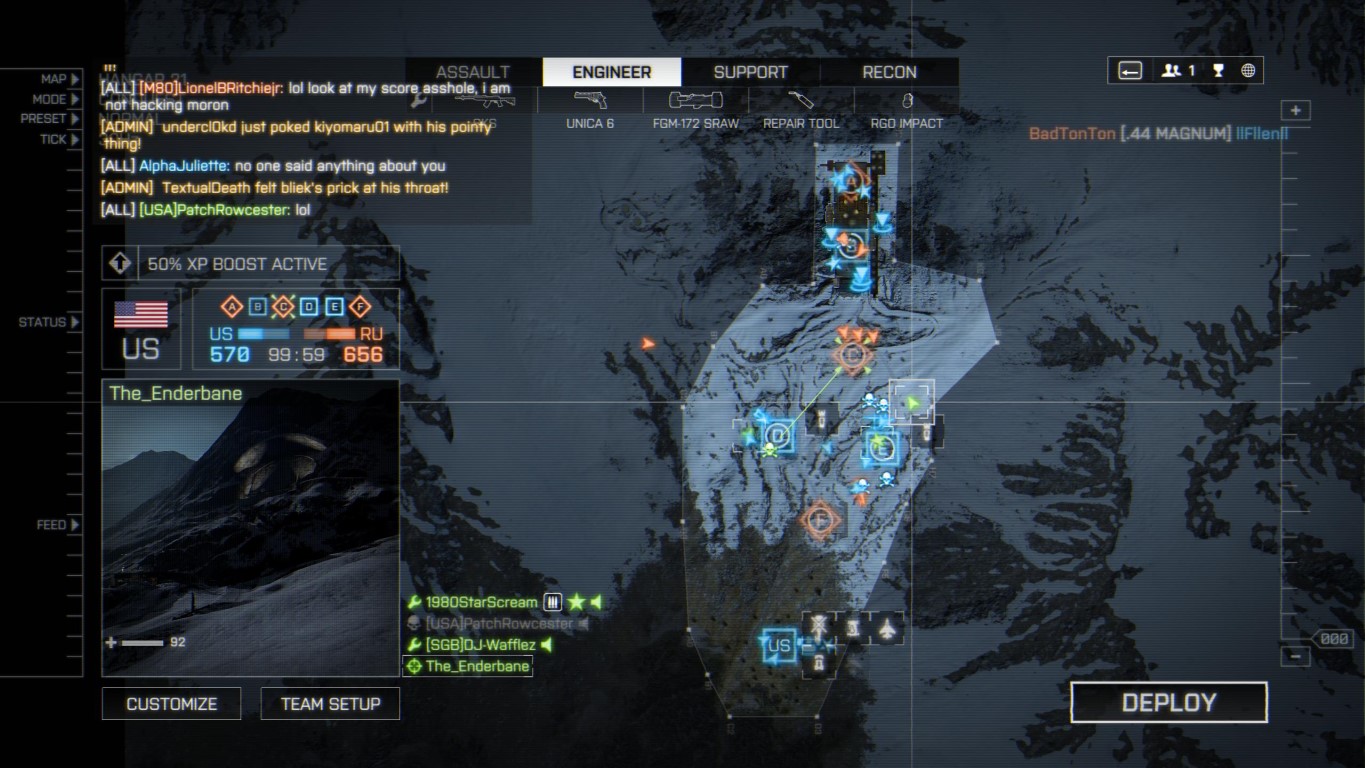 MAP
MODE
PRESET
TICK
HANGAR 21
[ALL] [M80]LionelBRitchiejr: lol look at my score asshole, i am
not hacking moron
[ADMIN] undercl0kd just poked kiyomaru01 with his pointy
thing!
[ALL] AlphaJuliette: no one said anything about you
[ADMIN] TextualDeath felt bliek's prick at his throat!
[ALL] [USA]PatchRowcester: lol
ASSAULT
ENGINEER
SUPPORT
RECON
UNICA 6
FGM-172 SRAW
REPAIR TOOL
RGO IMPACT
1
+
BadTonTon [.44 MAGNUM]
50% XP BOOST ACTIVE
US
A B C D E F
US RU
570 99:59 656
STATUS
The_Enderbane
92
FEED
1980StarScream
[USA]PatchRowcester
[SGB]DJ-Wafflez
The_Enderbane
A
C
D
E
F
US
000
-
CUSTOMIZE
TEAM SETUP
DEPLOY